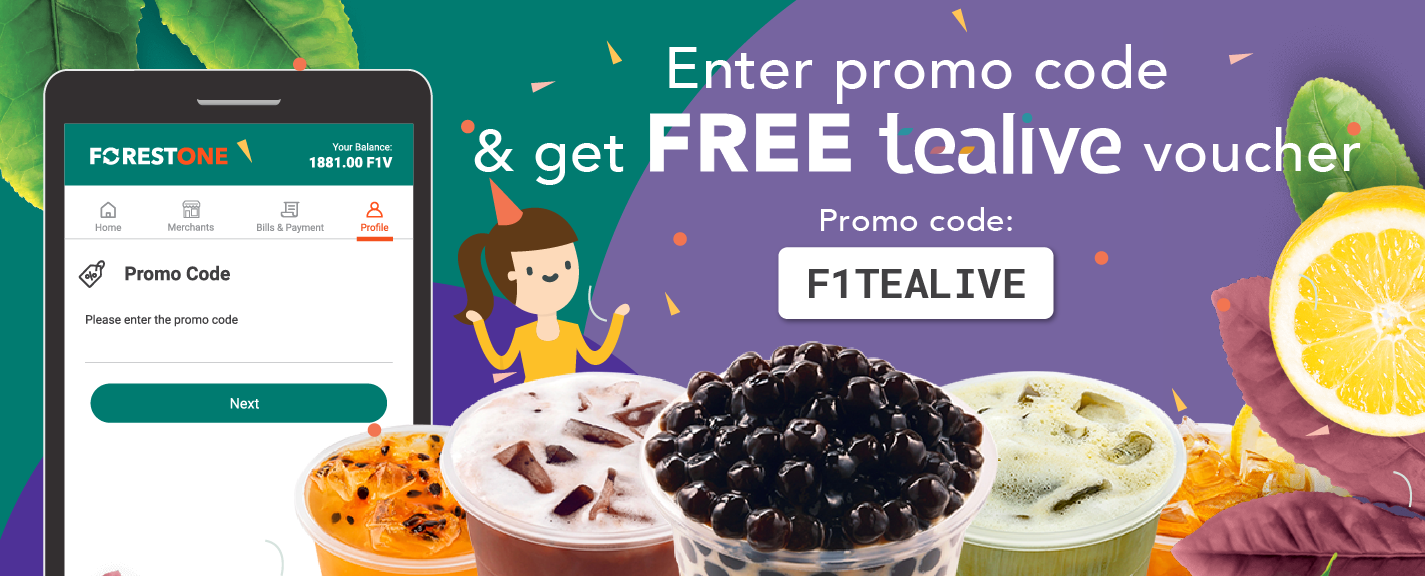 Enter promo code
& get FREE tealive voucher
Promo code:
F1TEALIVE
FORESTONE
Your Balance:
1881.00 F1V
Home
Merchants
Bills & Payment
Profile
Promo Code
Please enter the promo code
Next